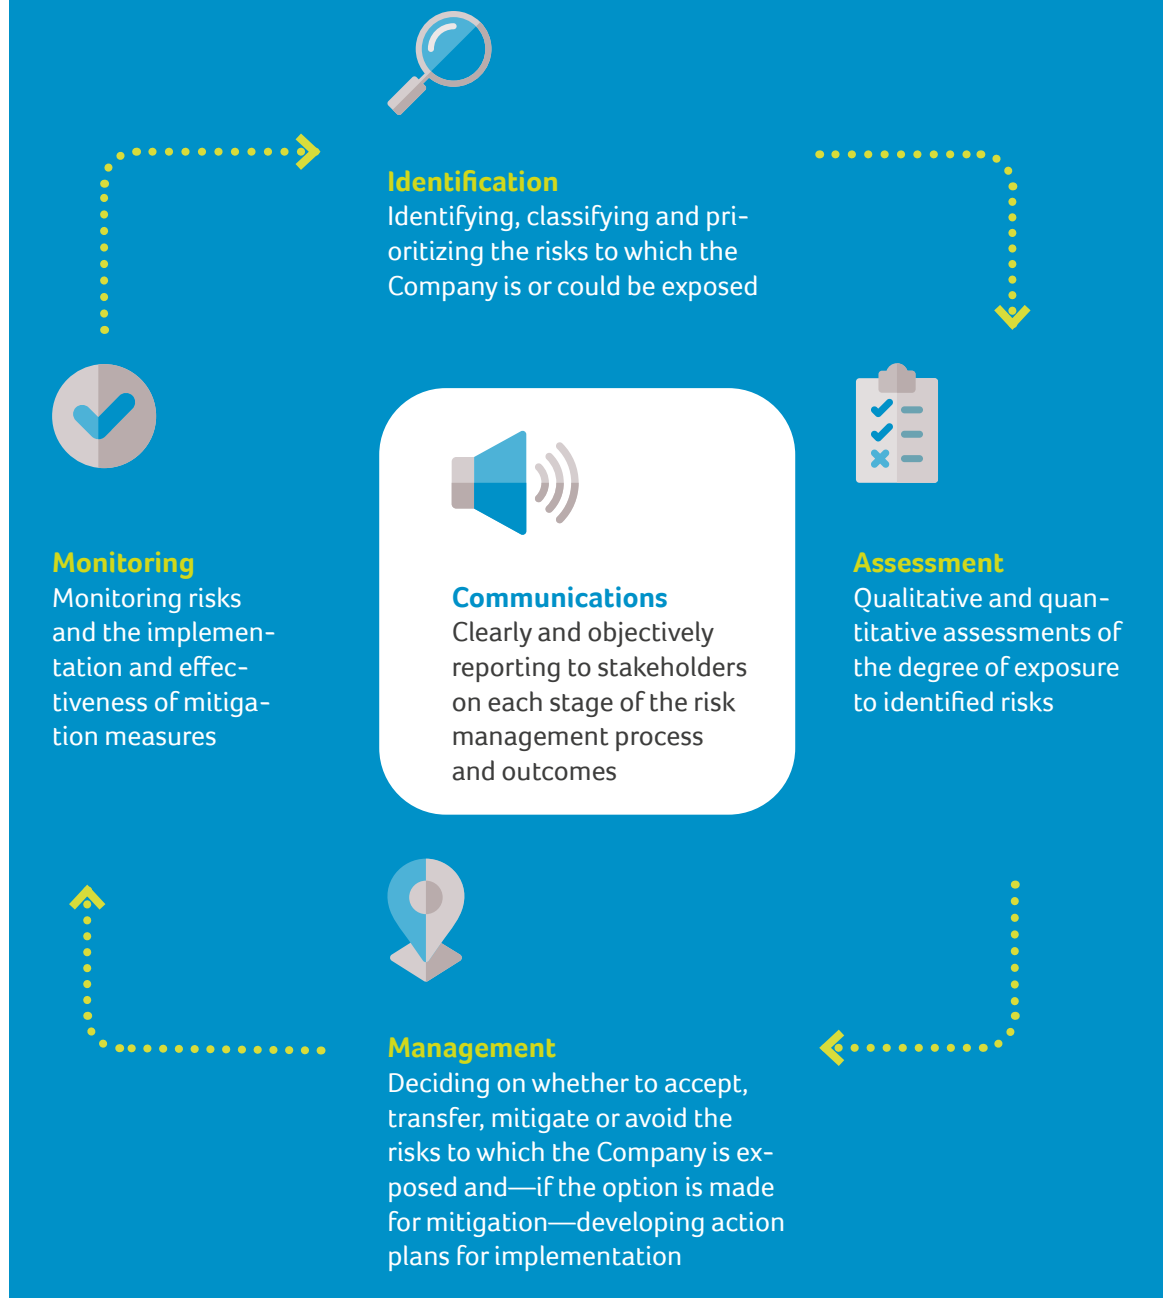 Identification
Identifying, classifying and pri-
oritizing the risks to which the
Company is or could be exposed
Monitoring
Monitoring risks
and the implemen-
tation and effec-
tiveness of mitiga-
tion measures
Communications
Clearly and objectively
reporting to stakeholders
on each stage of the risk
management process
and outcomes
Assessment
Qualitative and quan-
titative assessments of
the degree of exposure
to identified risks
Management
Deciding on whether to accept,
transfer, mitigate or avoid the
risks to which the Company is ex-
posed and—if the option is made
for mitigation—developing action
plans for implementation